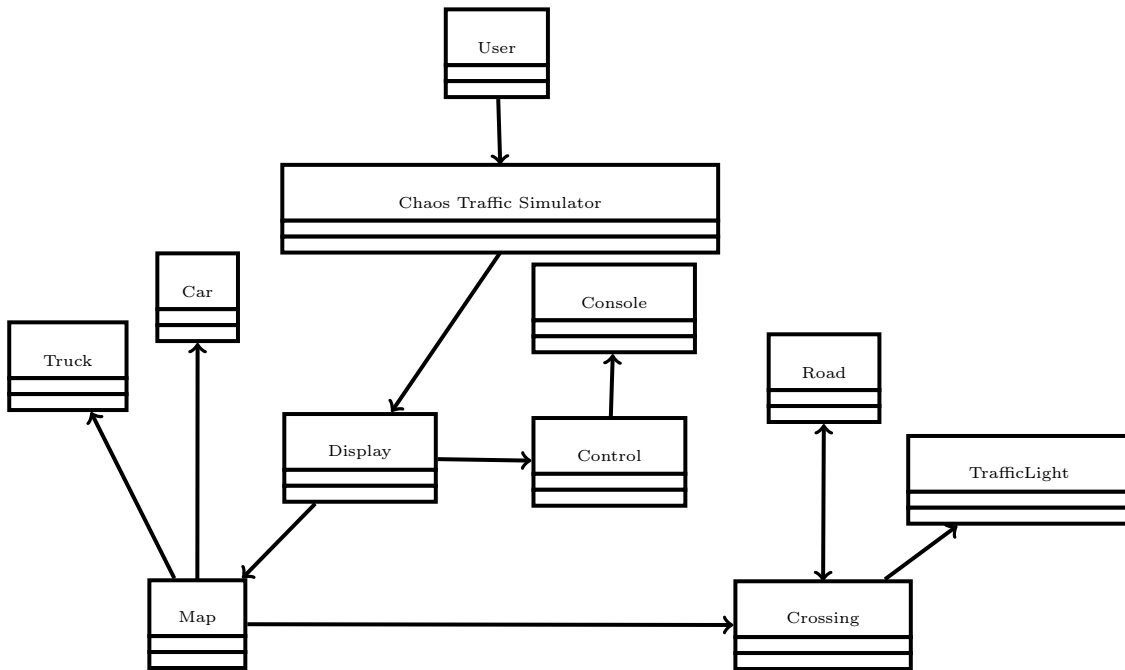 User
Chaos Traffic Simulator
Car
Console
Truck
Road
Display
Control
TrafficLight
Map
Crossing